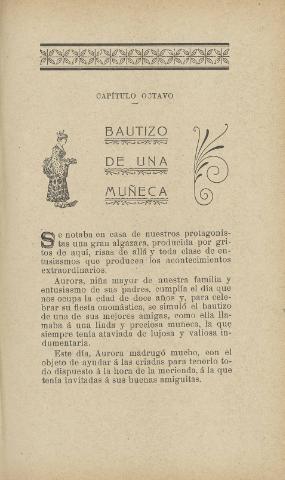 CAPÍTULO OCTAVO
BAUTIZO
DE UNA
MUÑECA
Se notaba en casa de nuestros protagonis-
tas una gran algazara, producida por gri-
tos de aquí, risas de allá y toda clase de en-
tusiasmos que producen los acontecimientos
extraordinarios.
Aurora, niña mayor de nuestra familia y
entusiasmo de sus padres, cumplía el día que
nos ocupa la edad de doce años y, para cele-
brar su fiesta onomástica, se simuló el bautizo
de una de sus mejores amigas, como ella lla-
maba á una linda y preciosa muñeca, la que
siempre tenía ataviada de lujosa y valiosa in-
dumentaria.
Este día, Aurora madrugó mucho, con el
objeto de ayudar á las criadas para tenerlo to-
do dispuesto á la hora de la merienda, á la que
tenía invitadas á sus buenas amiguitas.